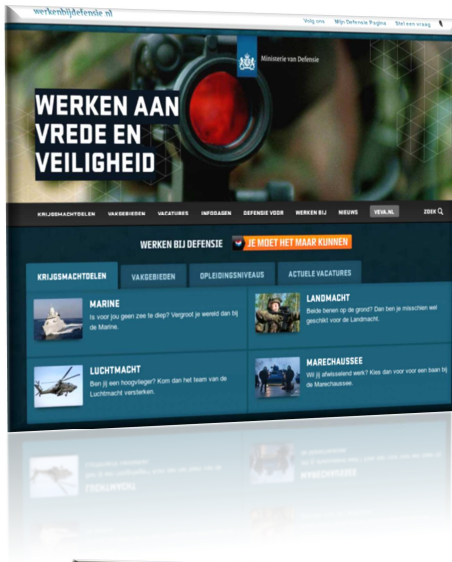 werkenbijdefensie.nl
Volg ons Mijn Defensie Pagina Stel een vraag
Ministerie van Defensie
WERKEN AAN
VREDE EN
VEILIGHEID
KRIJGSMACHTDELEN VAKGEBIEDEN VACATURES INFODAGEN DEFENSIE VOOR WERKEN BIJ NIEUWS VEVA.NL ZOEK
WERKEN BIJ DEFENSIE JE MOET HET MAAR KUNNEN
KRIJGSMACHTDELEN VAKGEBIEDEN OPLEIDINGSNIVEAUS ACTUELE VACATURES
MARINE
Is voor jou geen zee te diep? Vergroot je wereld dan bij
de Marine.
LANDMACHT
Beide benen op de grond? Dan ben je misschien wel
geschikt voor de Landmacht.
LUCHTMACHT
Ben jij een hoogvlieger? Kom dan het team van de
Luchtmacht versterken.
MARECHAUSSEE
Wil jij afwisselend werk? Kies dan voor voor een baan bij
de Marechaussee.